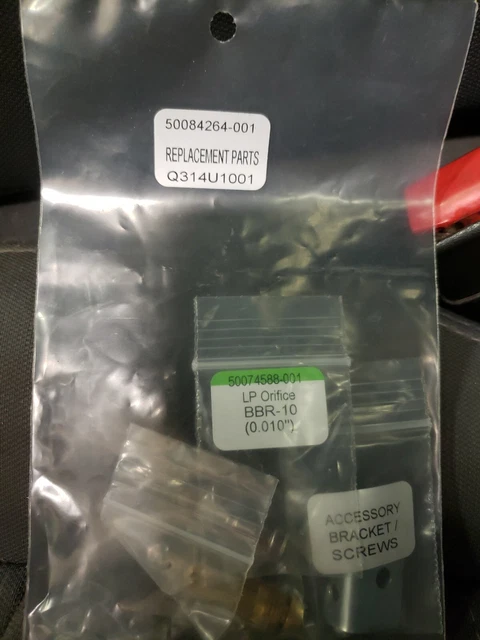 50084264-001
REPLACEMENT PARTS
Q314U1001
50074588-001
LP Orifice
BBR-10
(0.010")
ACCESSORY
BRACKET /
SCREWS